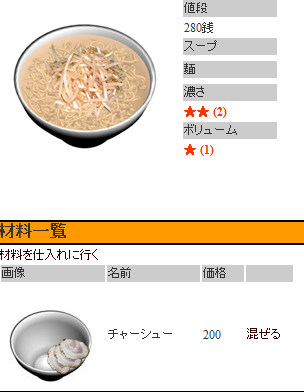 値段
280銭
スープ
麺
濃さ
★★ (2)
ボリューム
★ (1)
材料一覧
材料を仕入れに行く
画像 名前 価格
チャーシュー 200 混ぜる